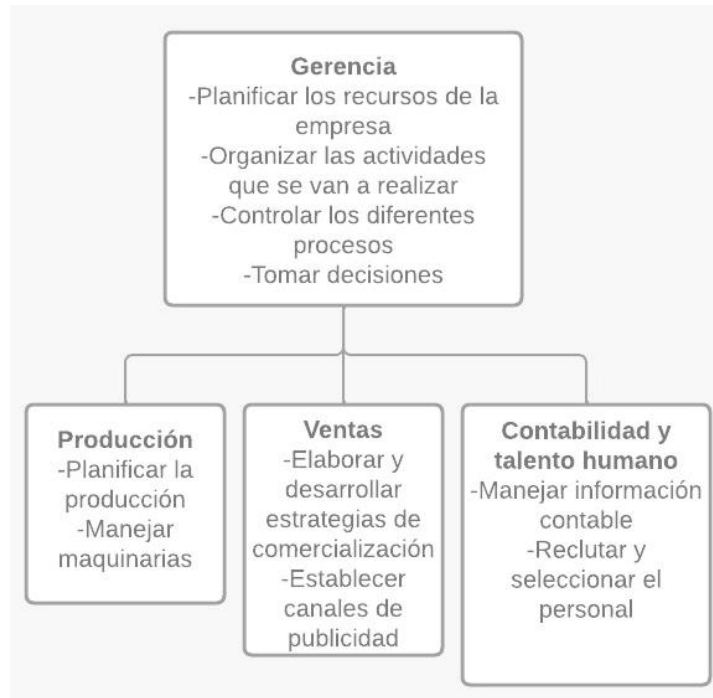 Gerencia
-Planificar los recursos de la
empresa
-Organizar las actividades
que se van a realizar
-Controlar los diferentes
procesos
-Tomar decisiones
Producción
-Planificar la
producción
-Manejar
maquinarias
Ventas
-Elaborar y
desarrollar
estrategias de
comercialización
-Establecer
canales de
publicidad
Contabilidad y
talento humano
-Manejar información
contable
-Reclutar y
seleccionar el
personal